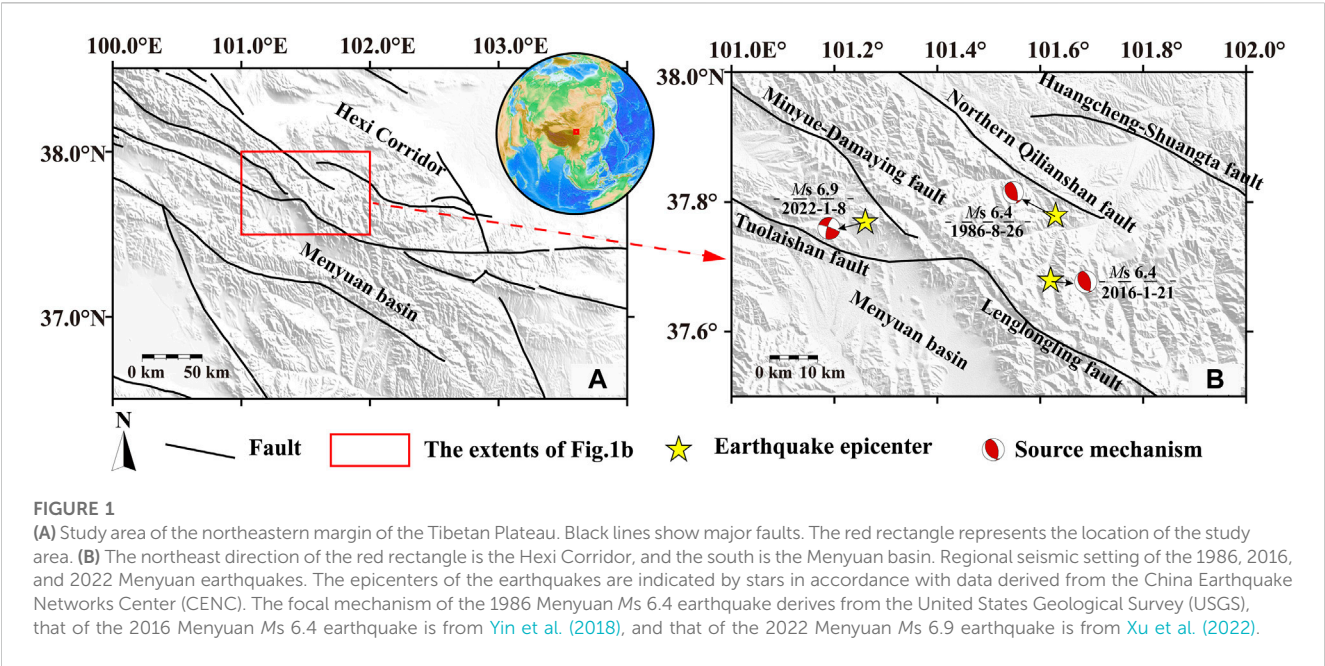 100.0°E 101.0°E 102.0°E 103.0°E
38.0°N
37.0°N
Hexi Corridor
Menyuan basin
0 km 50 km
A
101.0E° 101.2° 101.4° 101.6° 101.8° 102.0°
38.0°N
37.8°
37.6°
Minyue-Damaying fault
Northern Qilianshan fault
Huangcheng-Shuangta fault
Ms 6.9
2022-1-8
Ms 6.4
1986-8-26
Ms 6.4
2016-1-21
Tuolaishan fault
Lenglongling fault
Menyuan basin
0 km 10 km
B
N
Fault
The extents of Fig.1b
Earthquake epicenter
Source mechanism
FIGURE 1
(A) Study area of the northeastern margin of the Tibetan Plateau. Black lines show major faults. The red rectangle represents the location of the study
area. (B) The northeast direction of the red rectangle is the Hexi Corridor, and the south is the Menyuan basin. Regional seismic setting of the 1986, 2016,
and 2022 Menyuan earthquakes. The epicenters of the earthquakes are indicated by stars in accordance with data derived from the China Earthquake
Networks Center (CENC). The focal mechanism of the 1986 Menyuan Ms 6.4 earthquake derives from the United States Geological Survey (USGS),
that of the 2016 Menyuan Ms 6.4 earthquake is from Yin et al. (2018), and that of the 2022 Menyuan Ms 6.9 earthquake is from Xu et al. (2022).